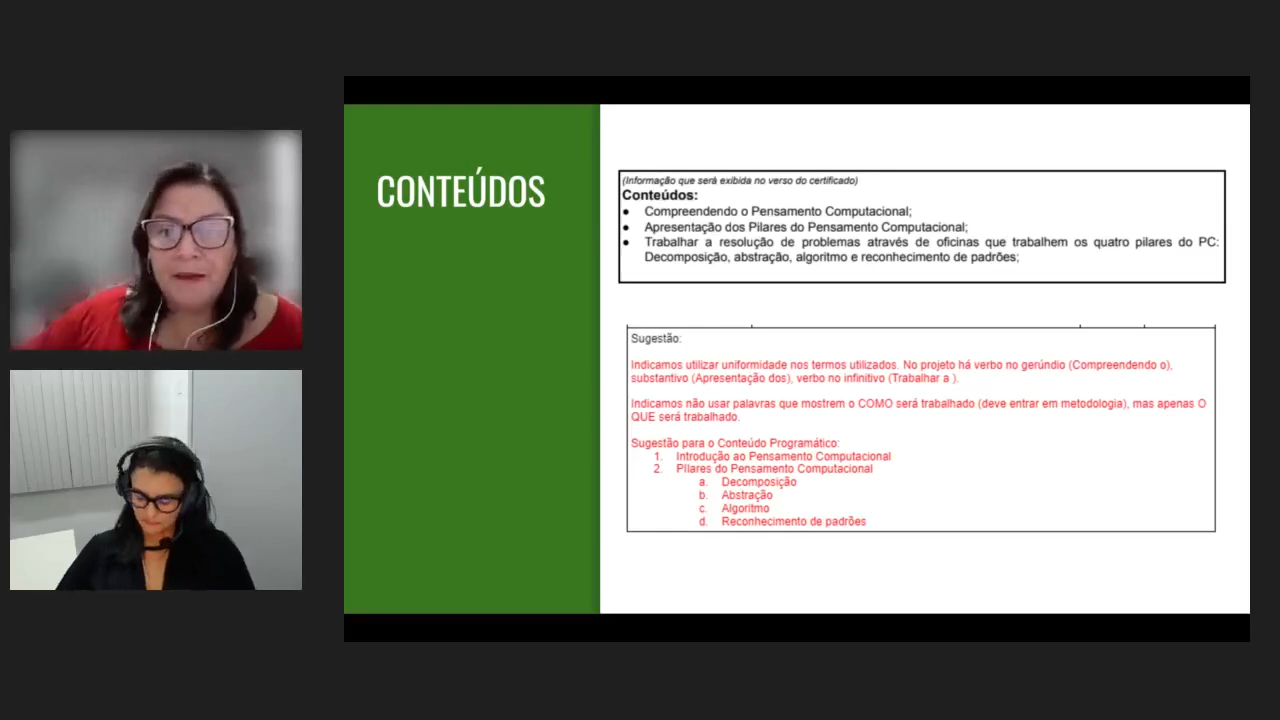 CONTEÚDOS
(Informação que será exibida no verso do certificado)
Conteúdos:
● Compreendendo o Pensamento Computacional;
● Apresentação dos Pilares do Pensamento Computacional;
● Trabalhar a resolução de problemas através de oficinas que trabalhem os quatro pilares do PC:
Decomposição, abstração, algoritmo e reconhecimento de padrões;
Sugestão:
Indicamos utilizar uniformidade nos termos utilizados. No projeto há verbo no gerúndio (Compreendendo o),
substantivo (Apresentação dos), verbo no infinitivo (Trabalhar a ).
Indicamos não usar palavras que mostrem o COMO será trabalhado (deve entrar em metodologia), mas apenas O
QUE será trabalhado.
Sugestão para o Conteúdo Programático:
1. Introdução ao Pensamento Computacional
2. Pilares do Pensamento Computacional
a. Decomposição
b. Abstração
c. Algoritmo
d. Reconhecimento de padrões